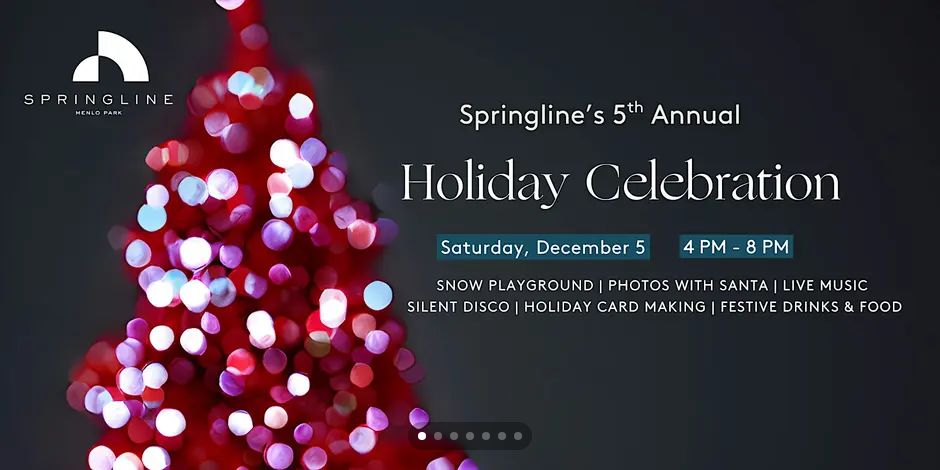 SPRINGLINE
MENLO PARK
Springline's 5th Annual
Holiday Celebration
Saturday, December 5 4 PM - 8 PM
SNOW PLAYGROUND | PHOTOS WITH SANTA | LIVE MUSIC
SILENT DISCO | HOLIDAY CARD MAKING | FESTIVE DRINKS & FOOD